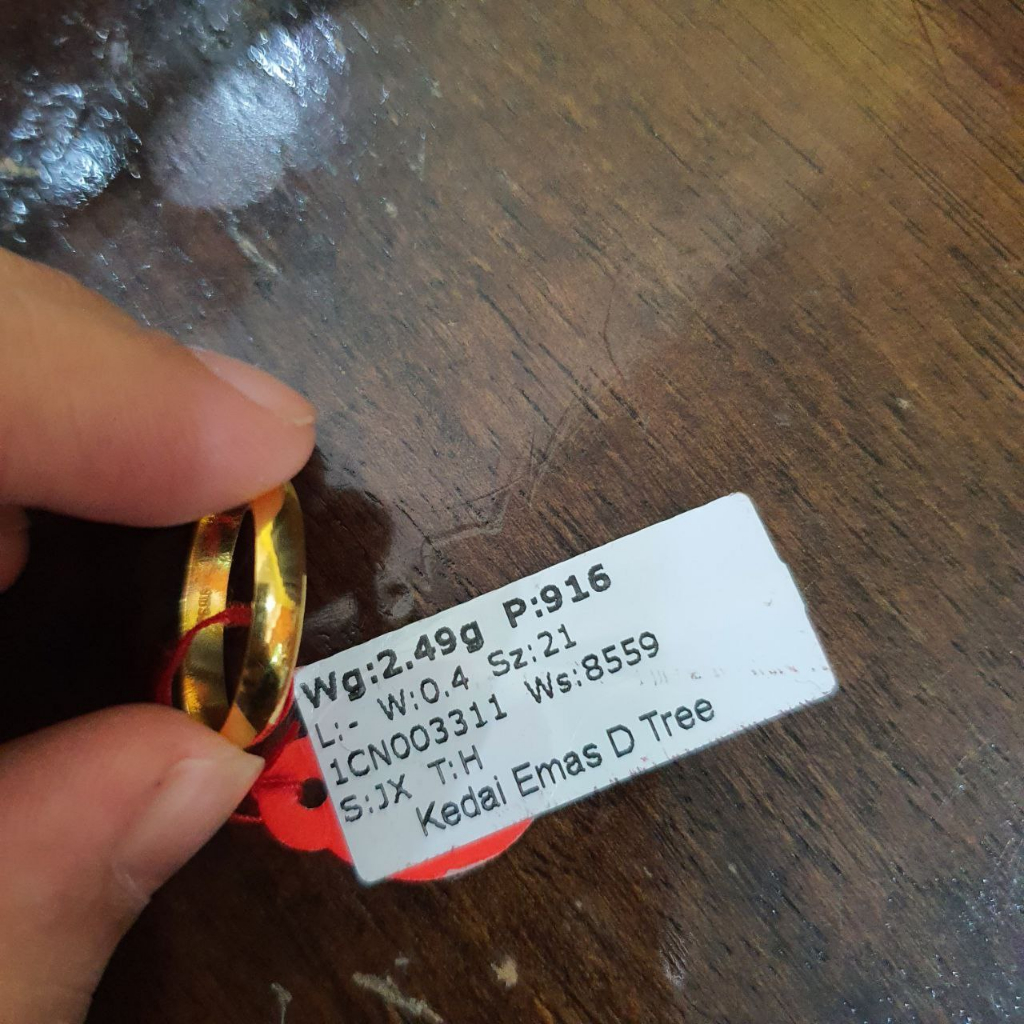 Wg:2.49g P:916
L:- W:0.4 Sz:21
1CN003311 Ws:8559
S:JX T:H
Kedai Emas D Tree